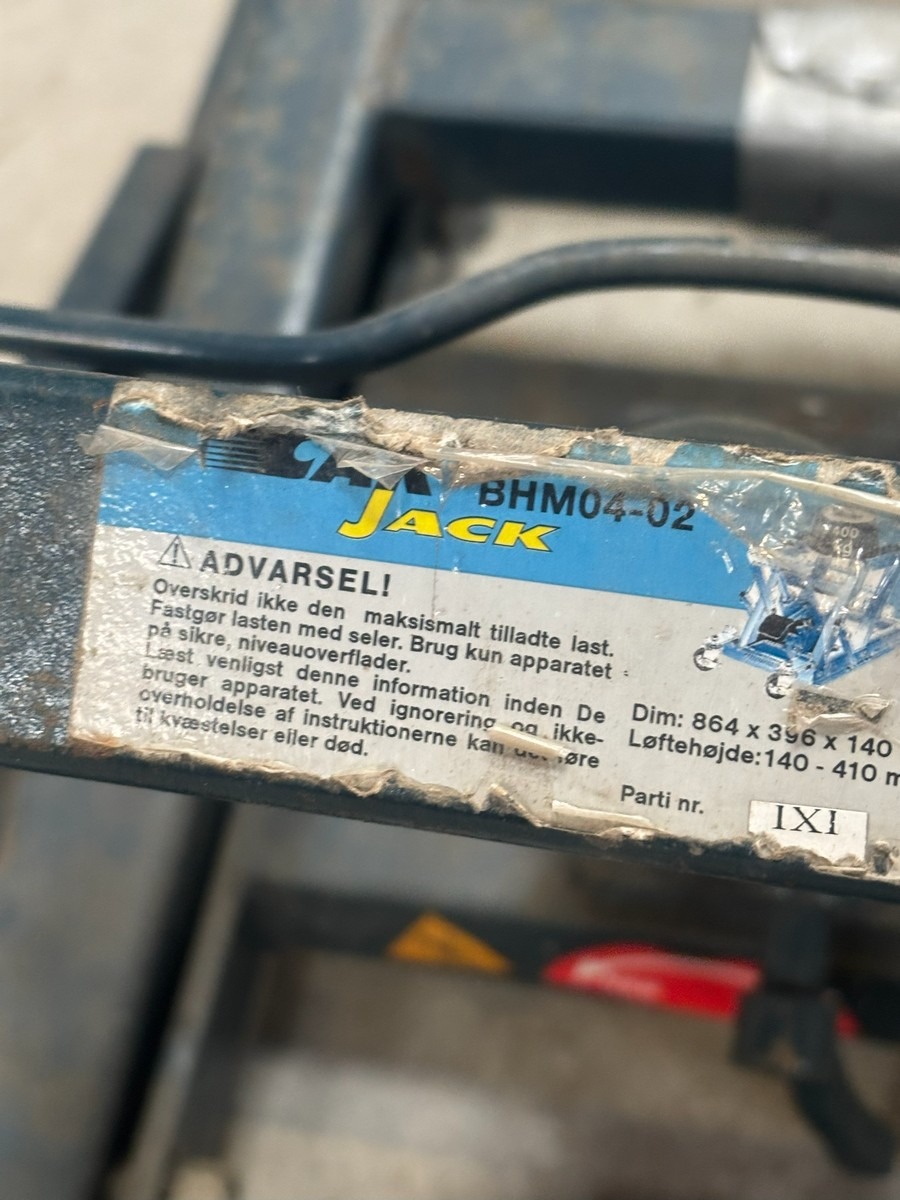 JACK
BHM04-02
ADVARSEL!
Overskrid ikke den maksismalt tilladte last.
Fastgør lasten med seler. Brug kun apparatet
på sikre, niveauoverflader.
Læst venligst denne information inden De
bruger apparatet. Ved ignorering og ikke-
overholdelse af instruktionerne kan
til kvæstelser eller død.
Dim: 864 x 396 x 140
Løftehøjde:140 - 410
Parti nr.
IXI